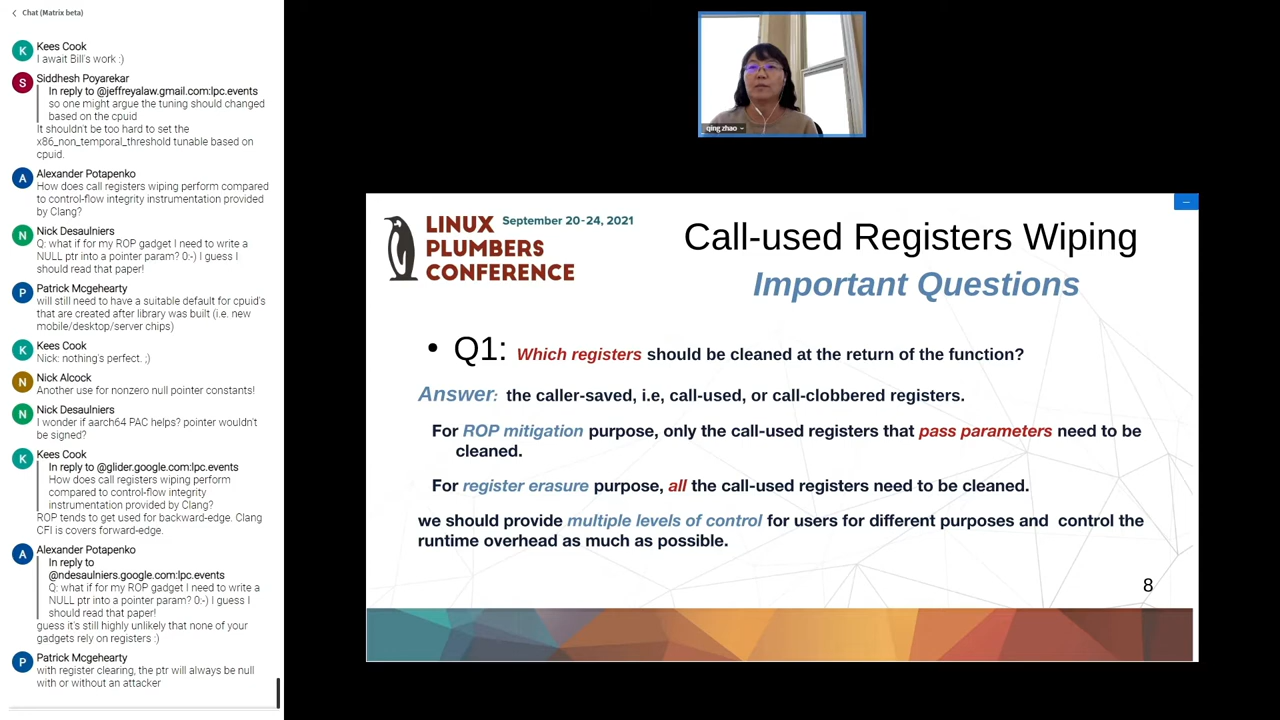 Chat (Matrix beta)
K
Kees Cook
I await Bill's work :)
S
Siddhesh Poyarekar
In reply to @jeffreyalaw.gmail.com:lpc.events
so one might argue the tuning should changed
based on the cpuid
It shouldn't be too hard to set the
x86_non_temporal_threshold tunable based on
cpuid.
A
Alexander Potapenko
How does call registers wiping perform compared
to control-flow integrity instrumentation provided
by Clang?
N
Nick Desaulniers
Q: what if for my ROP gadget I need to write a
NULL ptr into a pointer param? 0:-) I guess I
should read that paper!
P
Patrick Mcgehearty
will still need to have a suitable default for cpuid's
that are created after library was built (i.e. new
mobile/desktop/server chips)
K
Kees Cook
Nick: nothing's perfect. ;)
N
Nick Alcock
Another use for nonzero null pointer constants!
N
Nick Desaulniers
I wonder if aarch64 PAC helps? pointer wouldn't
be signed?
K
Kees Cook
In reply to @glider.google.com:lpc.events
How does call registers wiping perform
compared to control-flow integrity
instrumentation provided by Clang?
ROP tends to get used for backward-edge. Clang
CFI is covers forward-edge.
A
Alexander Potapenko
In reply to
@ndesaulniers.google.com:lpc.events
Q: what if for my ROP gadget I need to write a
NULL ptr into a pointer param? 0:-) I guess I
should read that paper!
guess it's still highly unlikely that none of your
gadgets rely on registers :)
P
Patrick Mcgehearty
with register clearing, the ptr will always be null
with or without an attacker
qing zhao
LINUX
PLUMBERS
CONFERENCE
September 20-24, 2021
Call-used Registers Wiping
Important Questions
• Q1: Which registers should be cleaned at the return of the function?
Answer: the caller-saved, i.e, call-used, or call-clobbered registers.
For ROP mitigation purpose, only the call-used registers that pass parameters need to be
cleaned.
For register erasure purpose, all the call-used registers need to be cleaned.
we should provide multiple levels of control for users for different purposes and control the
runtime overhead as much as possible.
8